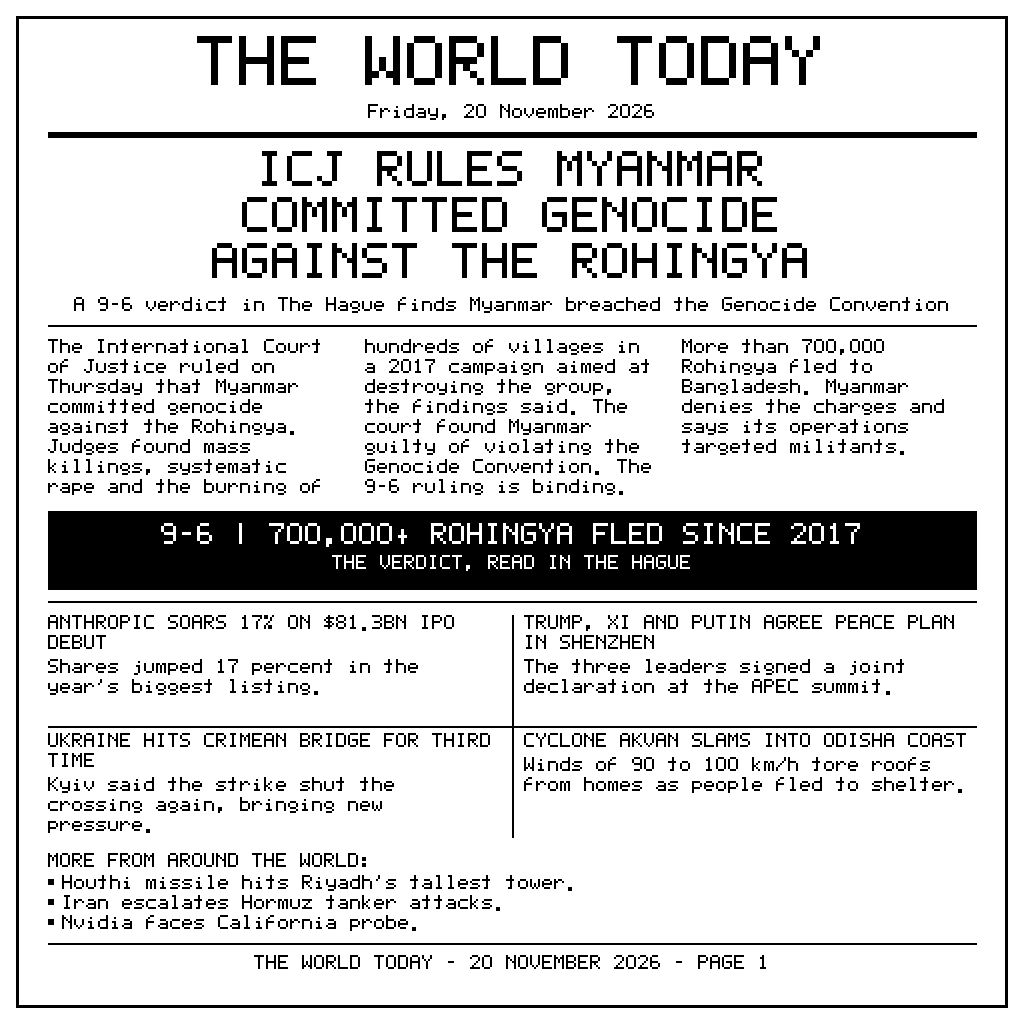 THE WORLD TODAY
Friday, 20 November 2026
ICJ RULES MYANMAR
COMMITTED GENOCIDE
AGAINST THE ROHINGYA
A 9-6 verdict in The Hague finds Myanmar breached the Genocide Convention
The International Court
of Justice ruled on
Thursday that Myanmar
committed genocide
against the Rohingya.
Judges found mass
killings, systematic
rape and the burning of
hundreds of villages in
a 2017 campaign aimed at
destroying the group,
the findings said. The
court found Myanmar
guilty of violating the
Genocide Convention. The
9-6 ruling is binding.
More than 700,000
Rohingya fled to
Bangladesh. Myanmar
denies the charges and
says its operations
targeted militants.
9-6 | 700,000+ ROHINGYA FLED SINCE 2017
THE VERDICT, READ IN THE HAGUE
ANTHROPIC SOARS 17% ON $81.3BN IPO
DEBUT
Shares jumped 17 percent in the
year's biggest listing.
TRUMP, XI AND PUTIN AGREE PEACE PLAN
IN SHENZHEN
The three leaders signed a joint
declaration at the APEC summit.
UKRAINE HITS CRIMEAN BRIDGE FOR THIRD
TIME
Kyiv said the strike shut the
crossing again, bringing new
pressure.
CYCLONE AKVAN SLAMS INTO ODISHA COAST
Winds of 90 to 100 km/h tore roofs
from homes as people fled to shelter.
MORE FROM AROUND THE WORLD:
▪ Houthi missile hits Riyadh's tallest tower.
▪ Iran escalates Hormuz tanker attacks.
▪ Nvidia faces California probe.
THE WORLD TODAY - 20 NOVEMBER 2026 - PAGE 1